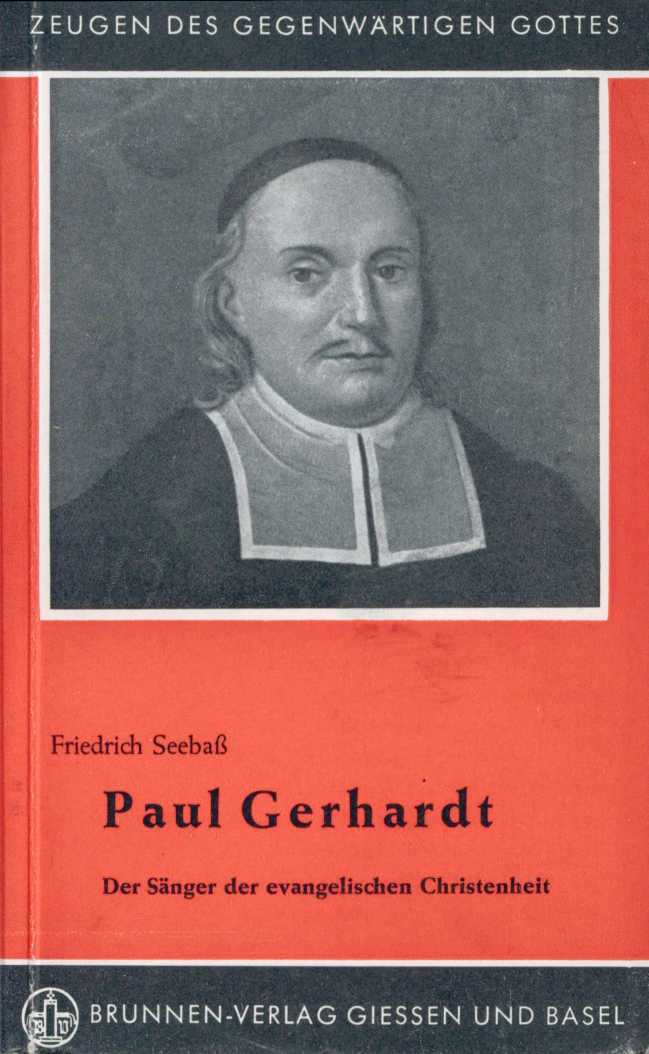 ZEUGEN DES GEGENWÄRTIGEN GOTTES
Friedrich Seebaß
Paul Gerhardt
Der Sänger der evangelischen Christenheit
BRUNNEN-VERLAG GIESSEN UND BASEL